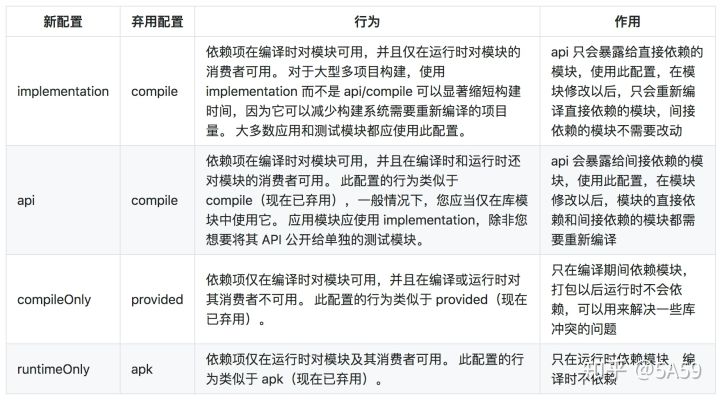 新配置 弃用配置 行为 作用
implementation compile
依赖项在编译时对模块可用，并且仅在运行时对模块的
消费者可用。 对于大型多项目构建，使用
implementation 而不是 api/compile 可以显著缩短构建
时间，因为它可以减少构建系统需要重新编译的项目
量。 大多数应用和测试模块都应使用此配置。
api 只会暴露给直接依赖的
模块，使用此配置，在模
块修改以后，只会重新编
译直接依赖的模块，间接
依赖的模块不需要改动
api compile
依赖项在编译时对模块可用，并且在编译时和运行时还
对模块的消费者可用。 此配置的行为类似于
compile（现在已弃用），一般情况下，您应当仅在库模
块中使用它。 应用模块应使用 implementation，除非您
想要将其 API 公开给单独的测试模块。
api 会暴露给间接依赖的模
块，使用此配置，在模块
修改以后，模块的直接依
赖和间接依赖的模块都需
要重新编译
compileOnly provided
依赖项仅在编译时对模块可用，并且在编译或运行时对
其消费者不可用。 此配置的行为类似于 provided（现在
已弃用）。
只在编译期间依赖模块，
打包以后运行时不会依
赖，可以用来解决一些库
冲突的问题
runtimeOnly apk
依赖项仅在运行时对模块及其消费者可用。 此配置的行
为类似于 apk（现在已弃用）。
只在运行时依赖模块，编
译时不依赖
知乎 @5A59